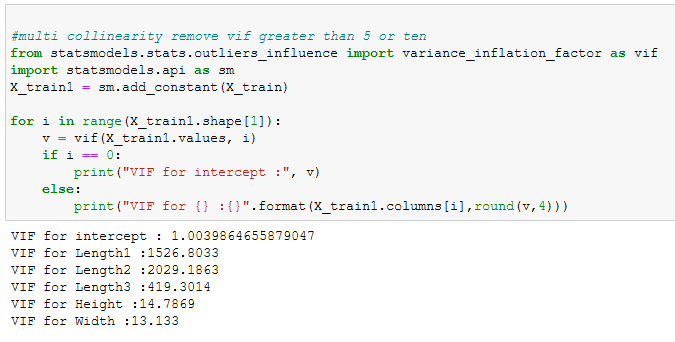 #multi collinearity remove vif greater than 5 or ten
from statsmodels.stats.outliers_influence import variance_inflation_factor as vif
import statsmodels.api as sm
X_train1 = sm.add_constant(X_train)

for i in range(X_train1.shape[1]):
    v = vif(X_train1.values, i)
    if i == 0:
        print("VIF for intercept :", v)
    else:
        print("VIF for {} :{}".format(X_train1.columns[i],round(v,4)))
VIF for intercept : 1.0039864655879047
VIF for Length1 :1526.8033
VIF for Length2 :2029.1863
VIF for Length3 :419.3014
VIF for Height :14.7869
VIF for Width :13.133